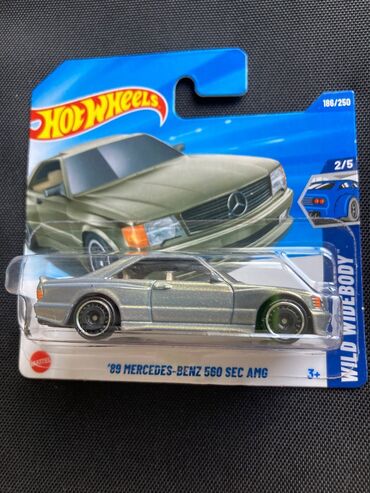 HOT WHEELS
186/250
2/5
WILD WIDEBODY
MATTEL
'89 MERCEDES-BENZ 560 SEC AMG
3+